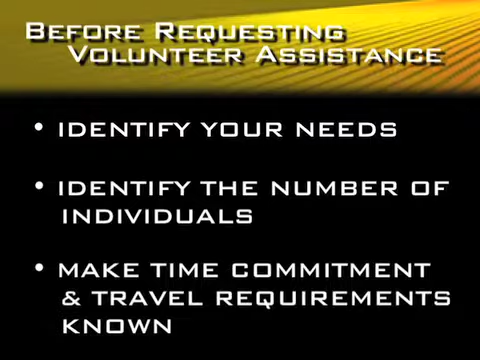 BEFORE REQUESTING
VOLUNTEER ASSISTANCE
• IDENTIFY YOUR NEEDS
• IDENTIFY THE NUMBER OF
INDIVIDUALS
• MAKE TIME COMMITMENT
& TRAVEL REQUIREMENTS
KNOWN